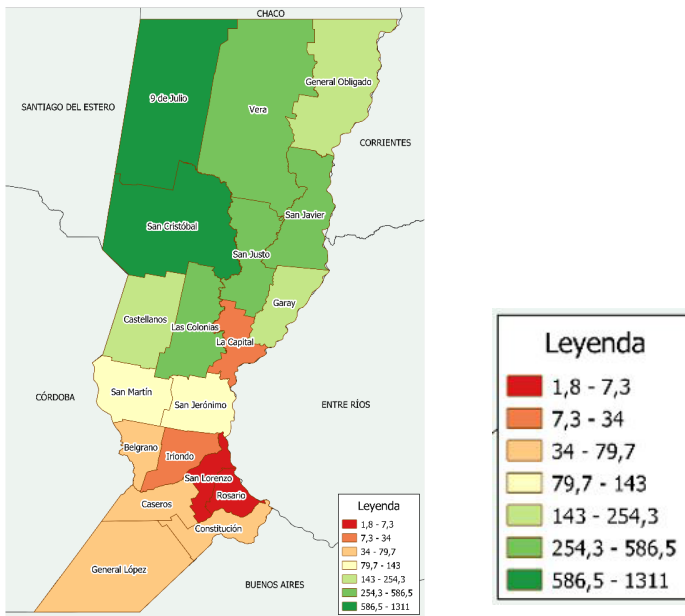 CHACO
General Obligado
9 de Julio
SANTIAGO DEL ESTERO
Vera
CORRIENTES
San Javier
San Cristóbal
San Justo
Garay
Castellanos
Las Colonias
La Capital
San Martín
CÓRDOBA
San Jerónimo
ENTRE RÍOS
Belgrano
Iriondo
San Lorenzo
Rosario
Caseros
Constitución
General López
BUENOS AIRES
Leyenda
1,8 - 7,3
7,3 - 34
34 - 79,7
79,7 - 143
143 - 254,3
254,3 - 586,5
586,5 - 1311
Leyenda
1,8 - 7,3
7,3 - 34
34 - 79,7
79,7 - 143
143 - 254,3
254,3 - 586,5
586,5 - 1311